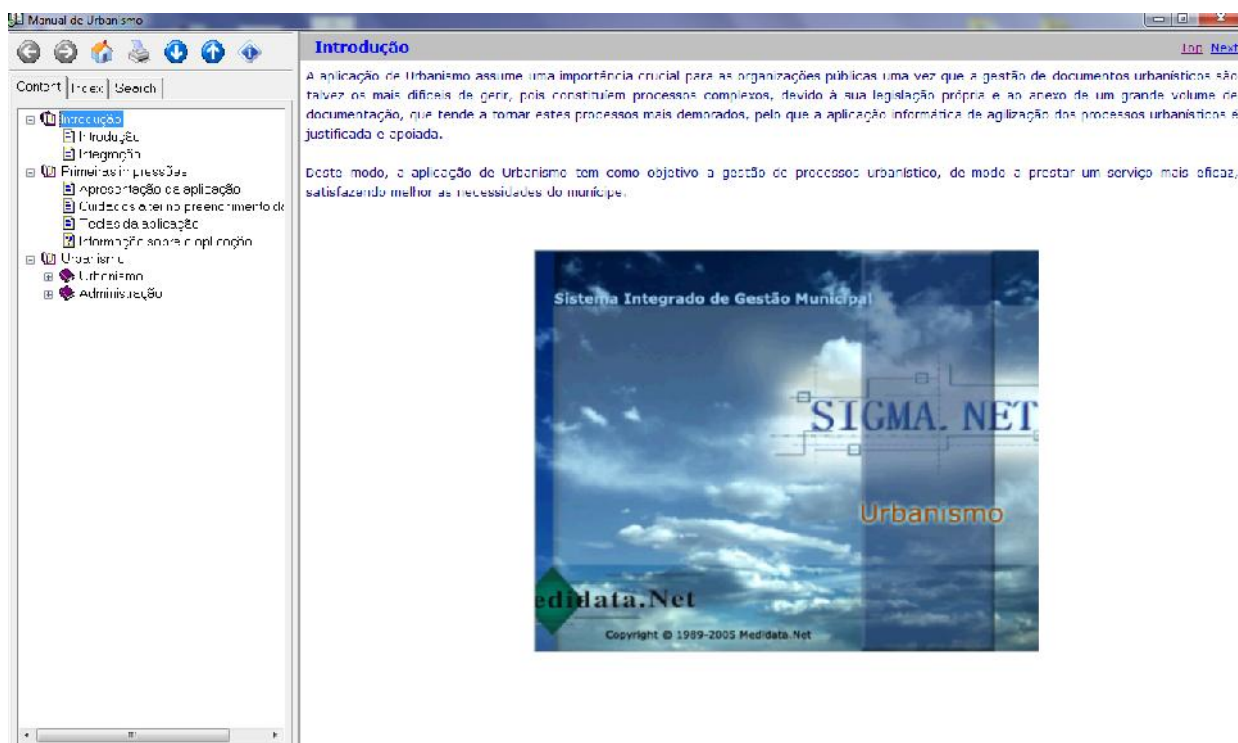 Manual de Urbanismo
Content Index Search
Introdução
Introdução
Integração
Primeiras impressões
Apresentação da aplicação
Cuidados a ter no preenchimento da
Teclas da aplicação
Informação sobre a aplicação
Urbanismo
Urbanismo
Administração
Introdução
Top Next
A aplicação de Urbanismo assume uma importância crucial para as organizações públicas uma vez que a gestão de documentos urbanísticos são
talvez os mais difíceis de gerir, pois constituem processos complexos, devido à sua legislação própria e ao anexo de um grande volume de
documentação, que tende a tornar estes processos mais demorados, pelo que a aplicação informática de agilização dos processos urbanísticos é
justificada e apoiada.
Deste modo, a aplicação de Urbanismo tem como objetivo a gestão de processos urbanístico, de modo a prestar um serviço mais eficaz,
satisfazendo melhor as necessidades do munícipe.
Sistema Integrado de Gestão Municipal
SIGMA. NET
Urbanismo
edidata.Net
Copyright © 1989-2005 Medidata.Net